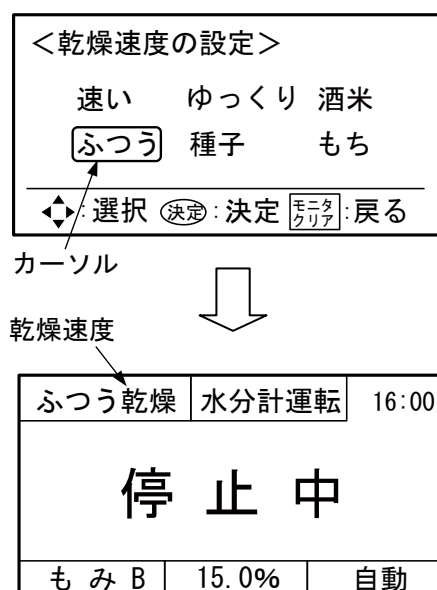 ＜乾燥速度の設定＞
速い ゆっくり 酒米
ふつう 種子 もち
:選択 決定:決定 モニタクリア:戻る
カーソル
乾燥速度
ふつう乾燥 水分計運転 16:00
停止中
もみB 15.0% 自動